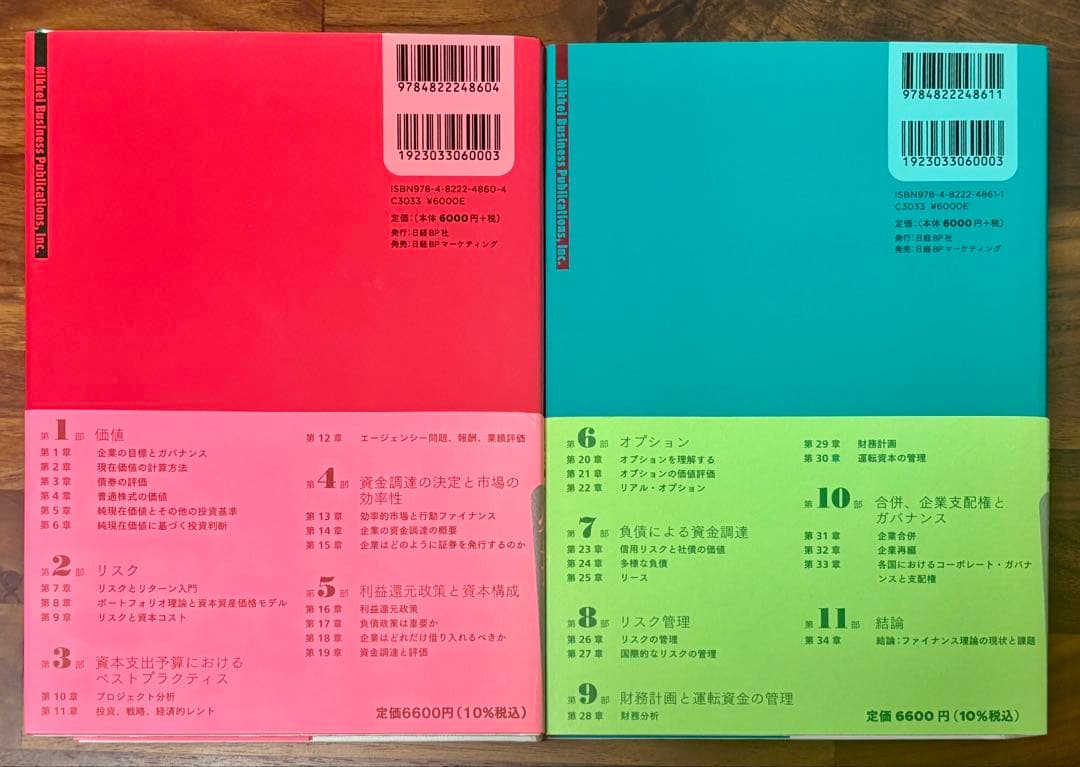 Nikkei Business Publications, Inc.
9784822248604
1923033060003
ISBN978-4-8222-4860-4
C3033 ¥6000E
定価:(本体 6000円+税)
発行:日経BP社
発売:日経BPマーケティング
第1部 価値
第1章 企業の目標とガバナンス
第2章 現在価値の計算方法
第3章 債券の評価
第4章 普通株式の価値
第5章 純現在価値とその他の投資基準
第6章 純現在価値に基づく投資判断
第2部 リスク
第7章 リスクとリターン入門
第8章 ポートフォリオ理論と資本資産価格モデル
第9章 リスクと資本コスト
第3部 資本支出予算における
ベストプラクティス
第10章 プロジェクト分析
第11章 投資、戦略、経済的レント
第12章 エージェンシー問題、報酬、業績評価
第4部 資金調達の決定と市場の
効率性
第13章 効率的市場と行動ファイナンス
第14章 企業の資金調達の概要
第15章 企業はどのように証券を発行するのか
第5部 利益還元政策と資本構成
第16章 利益還元政策
第17章 負債政策は重要か
第18章 企業はどれだけ借り入れるべきか
第19章 資金調達と評価
定価6600円(10%税込)
Nikkei Business Publications, Inc.
9784822248611
1923033060003
ISBN978-4-8222-4861-1
C3033 ¥6000E
定価:(本体 6000円+税)
発行:日経BP社
発売:日経BPマーケティング
第6部 オプション
第20章 オプションを理解する
第21章 オプションの価値評価
第22章 リアル・オプション
第7部 負債による資金調達
第23章 信用リスクと社債の価値
第24章 多様な負債
第25章 リース
第8部 リスク管理
第26章 リスクの管理
第27章 国際的なリスクの管理
第9部 財務計画と運転資金の管理
第28章 財務分析
第29章 財務計画
第30章 運転資本の管理
第10部 合併、企業支配権と
ガバナンス
第31章 企業合併
第32章 企業再編
第33章 各国におけるコーポレート・ガバナ
ンスと支配権
第11部 結論
第34章 結論:ファイナンス理論の現状と課題
定価6600円(10%税込)